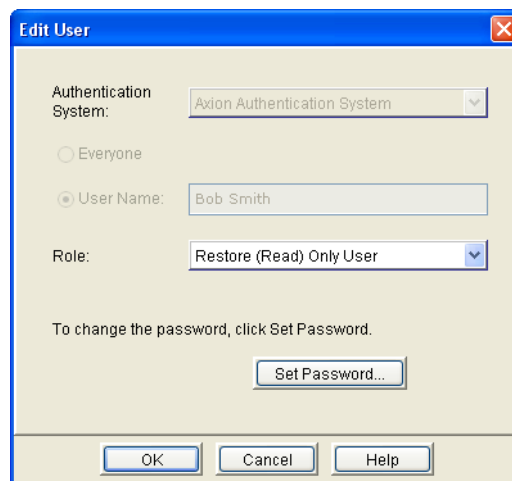 Edit User
Authentication
System:
Axion Authentication System
Everyone
User Name:
Bob Smith
Role:
Restore (Read) Only User
To change the password, click Set Password.
Set Password...
OK
Cancel
Help